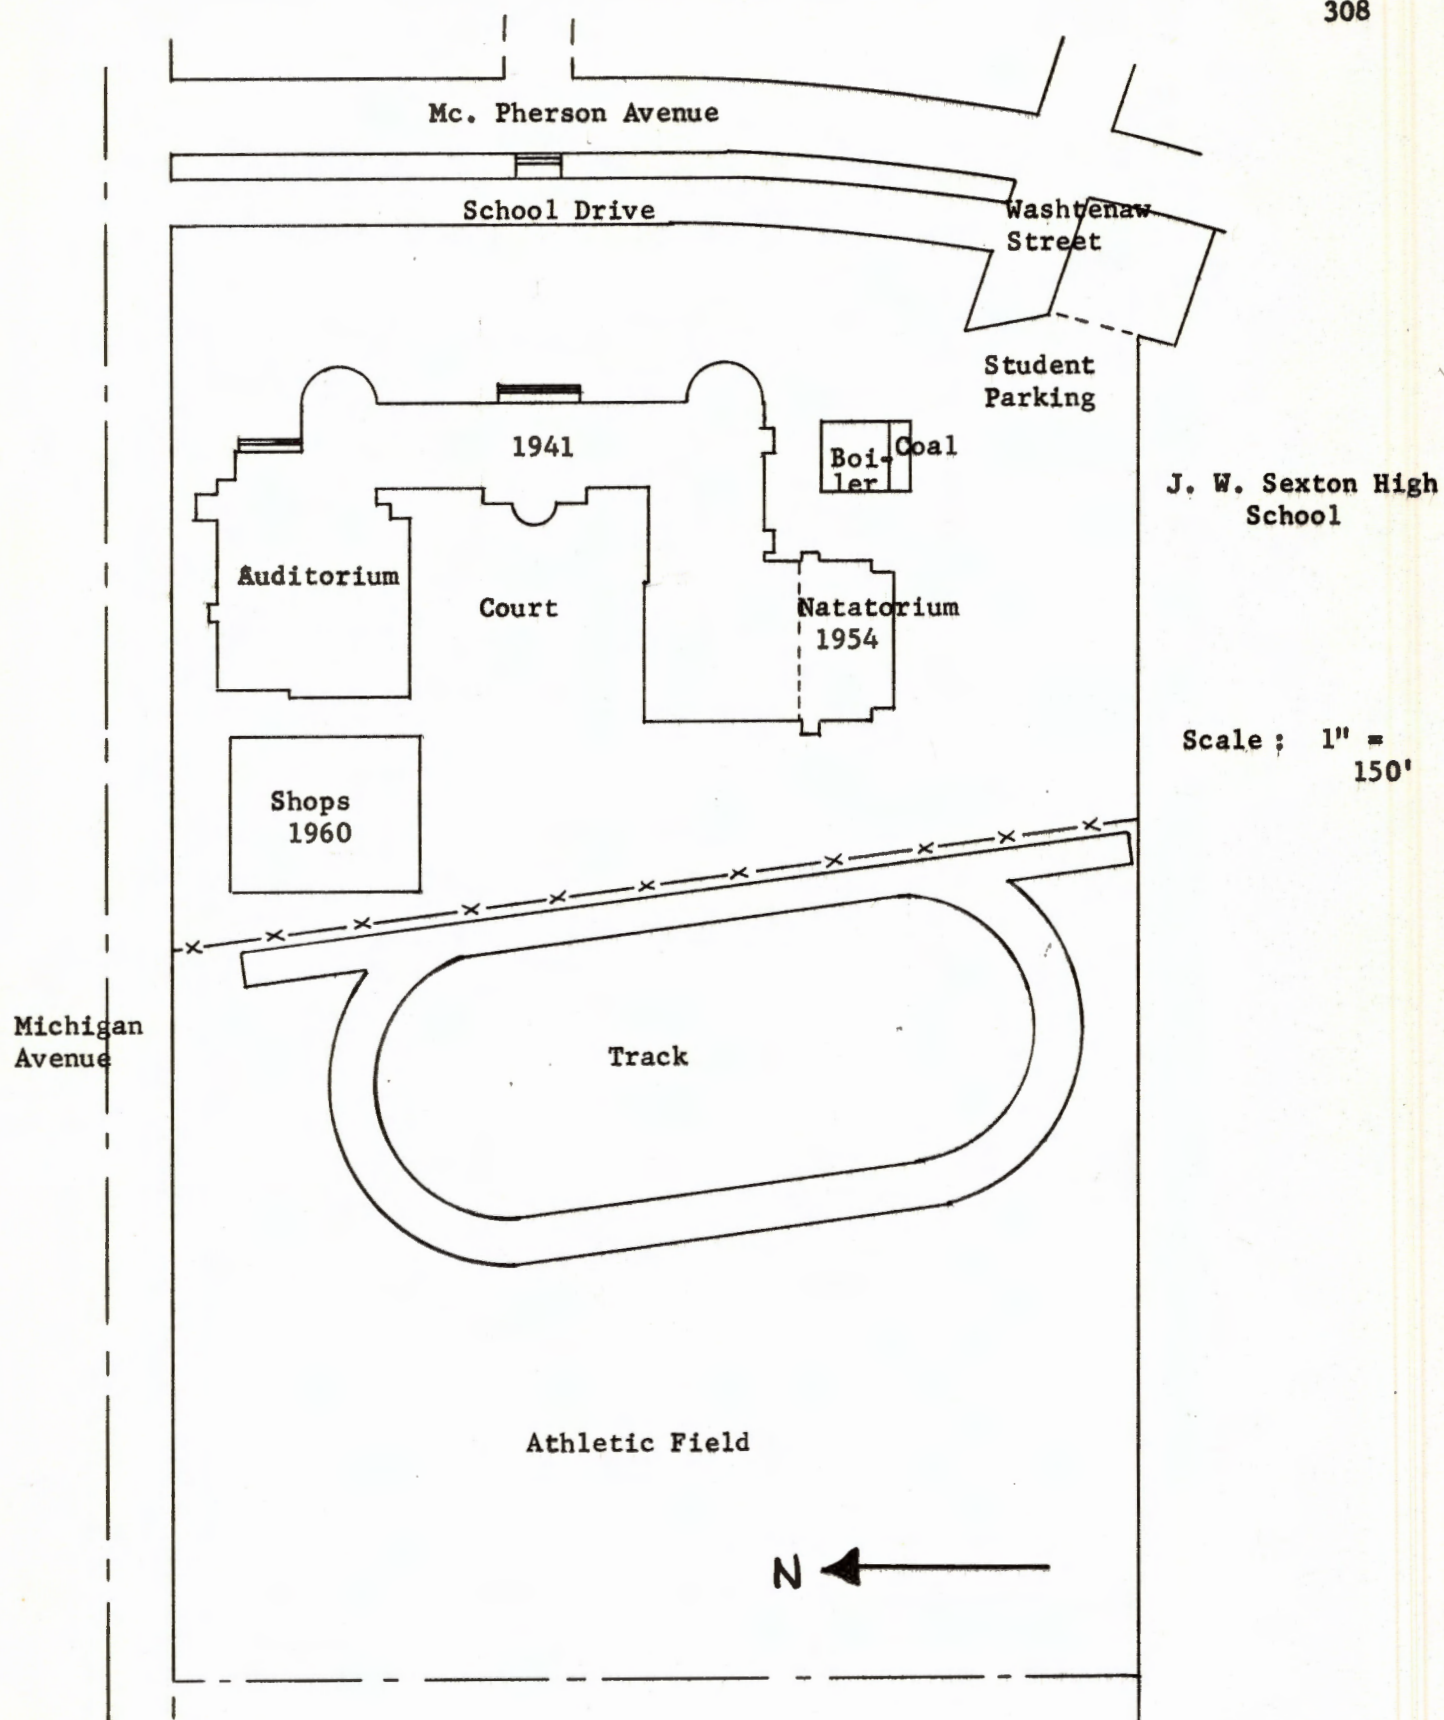 308
Mc. Pherson Avenue
School Drive
Washtenaw
Street
Student
Parking
1941
Boi-
ler
Coal
J. W. Sexton High
School
Auditorium
Court
Natatorium
1954
Scale : 1" =
150'
Shops
1960
Michigan
Avenue
Track
Athletic Field
N